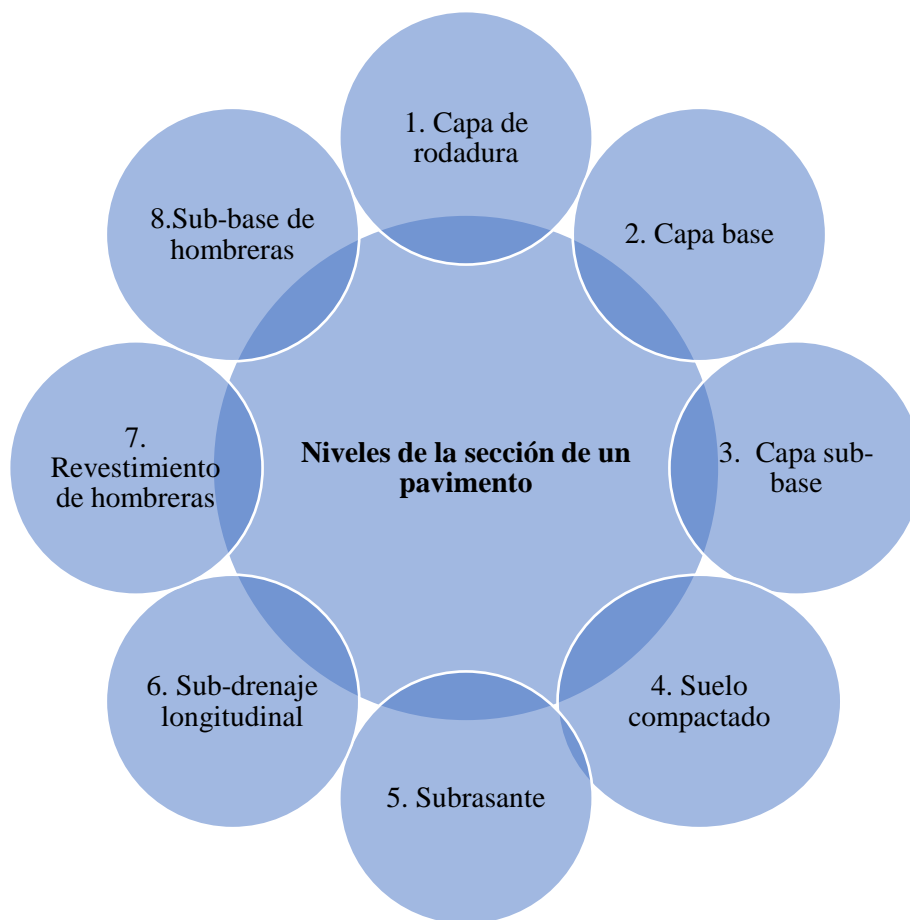 1. Capa de
rodadura
2. Capa base
3. Capa sub-
base
4. Suelo
compactado
5. Subrasante
6. Sub-drenaje
longitudinal
7.
Revestimiento
de hombreras
8.Sub-base de
hombreras
Niveles de la sección de un
pavimento